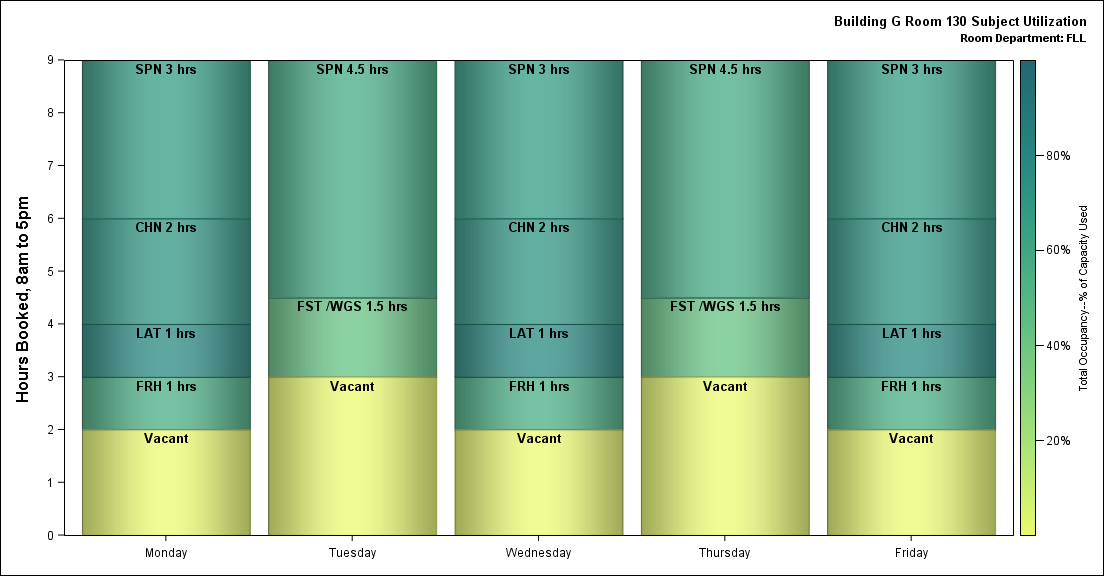 Building G Room 130 Subject Utilization
Room Department: FLL
Hours Booked, 8am to 5pm
9
8
7
6
5
4
3
2
1
0
SPN 3 hrs
CHN 2 hrs
LAT 1 hrs
FRH 1 hrs
Vacant
SPN 4.5 hrs
FST /WGS 1.5 hrs
Vacant
SPN 3 hrs
CHN 2 hrs
LAT 1 hrs
FRH 1 hrs
Vacant
SPN 4.5 hrs
FST /WGS 1.5 hrs
Vacant
SPN 3 hrs
CHN 2 hrs
LAT 1 hrs
FRH 1 hrs
Vacant
Monday
Tuesday
Wednesday
Thursday
Friday
80%
60%
40%
20%
Total Occupancy--% of Capacity Used